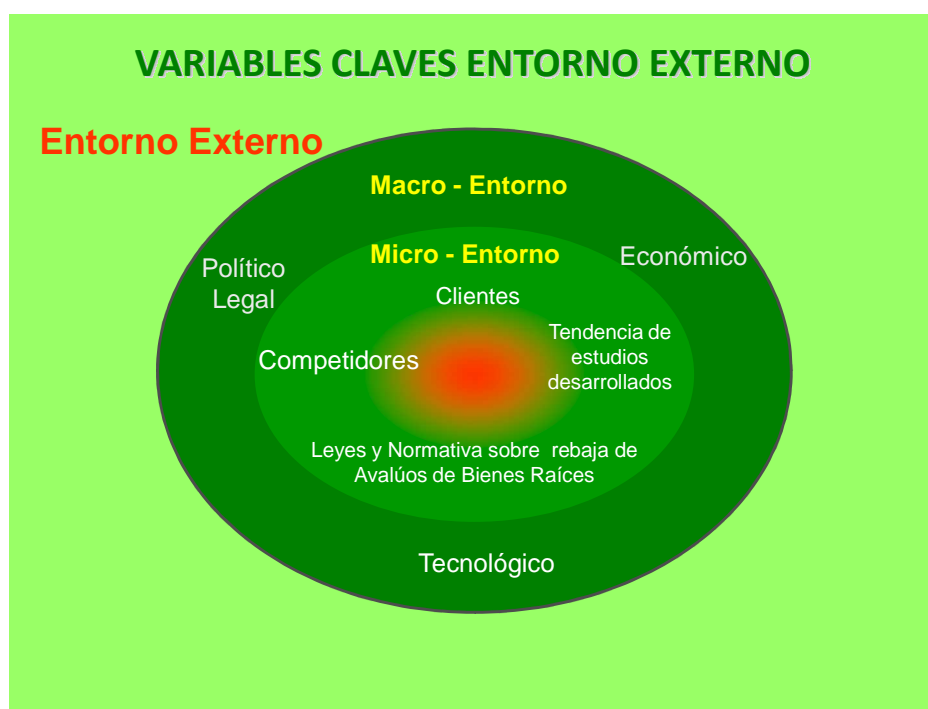 VARIABLES CLAVES ENTORNO EXTERNO
Entorno Externo
Macro - Entorno
Micro - Entorno
Económico
Político
Legal
Clientes
Competidores
Tendencia de
estudios
desarrollados
Leyes y Normativa sobre rebaja de
Avalúos de Bienes Raíces
Tecnológico